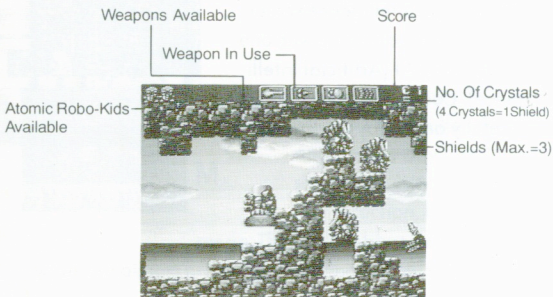 Weapons Available
Score
Weapon In Use
No. Of Crystals
(4 Crystals=1Shield)
Atomic Robo-Kids
Available
Shields (Max.=3)